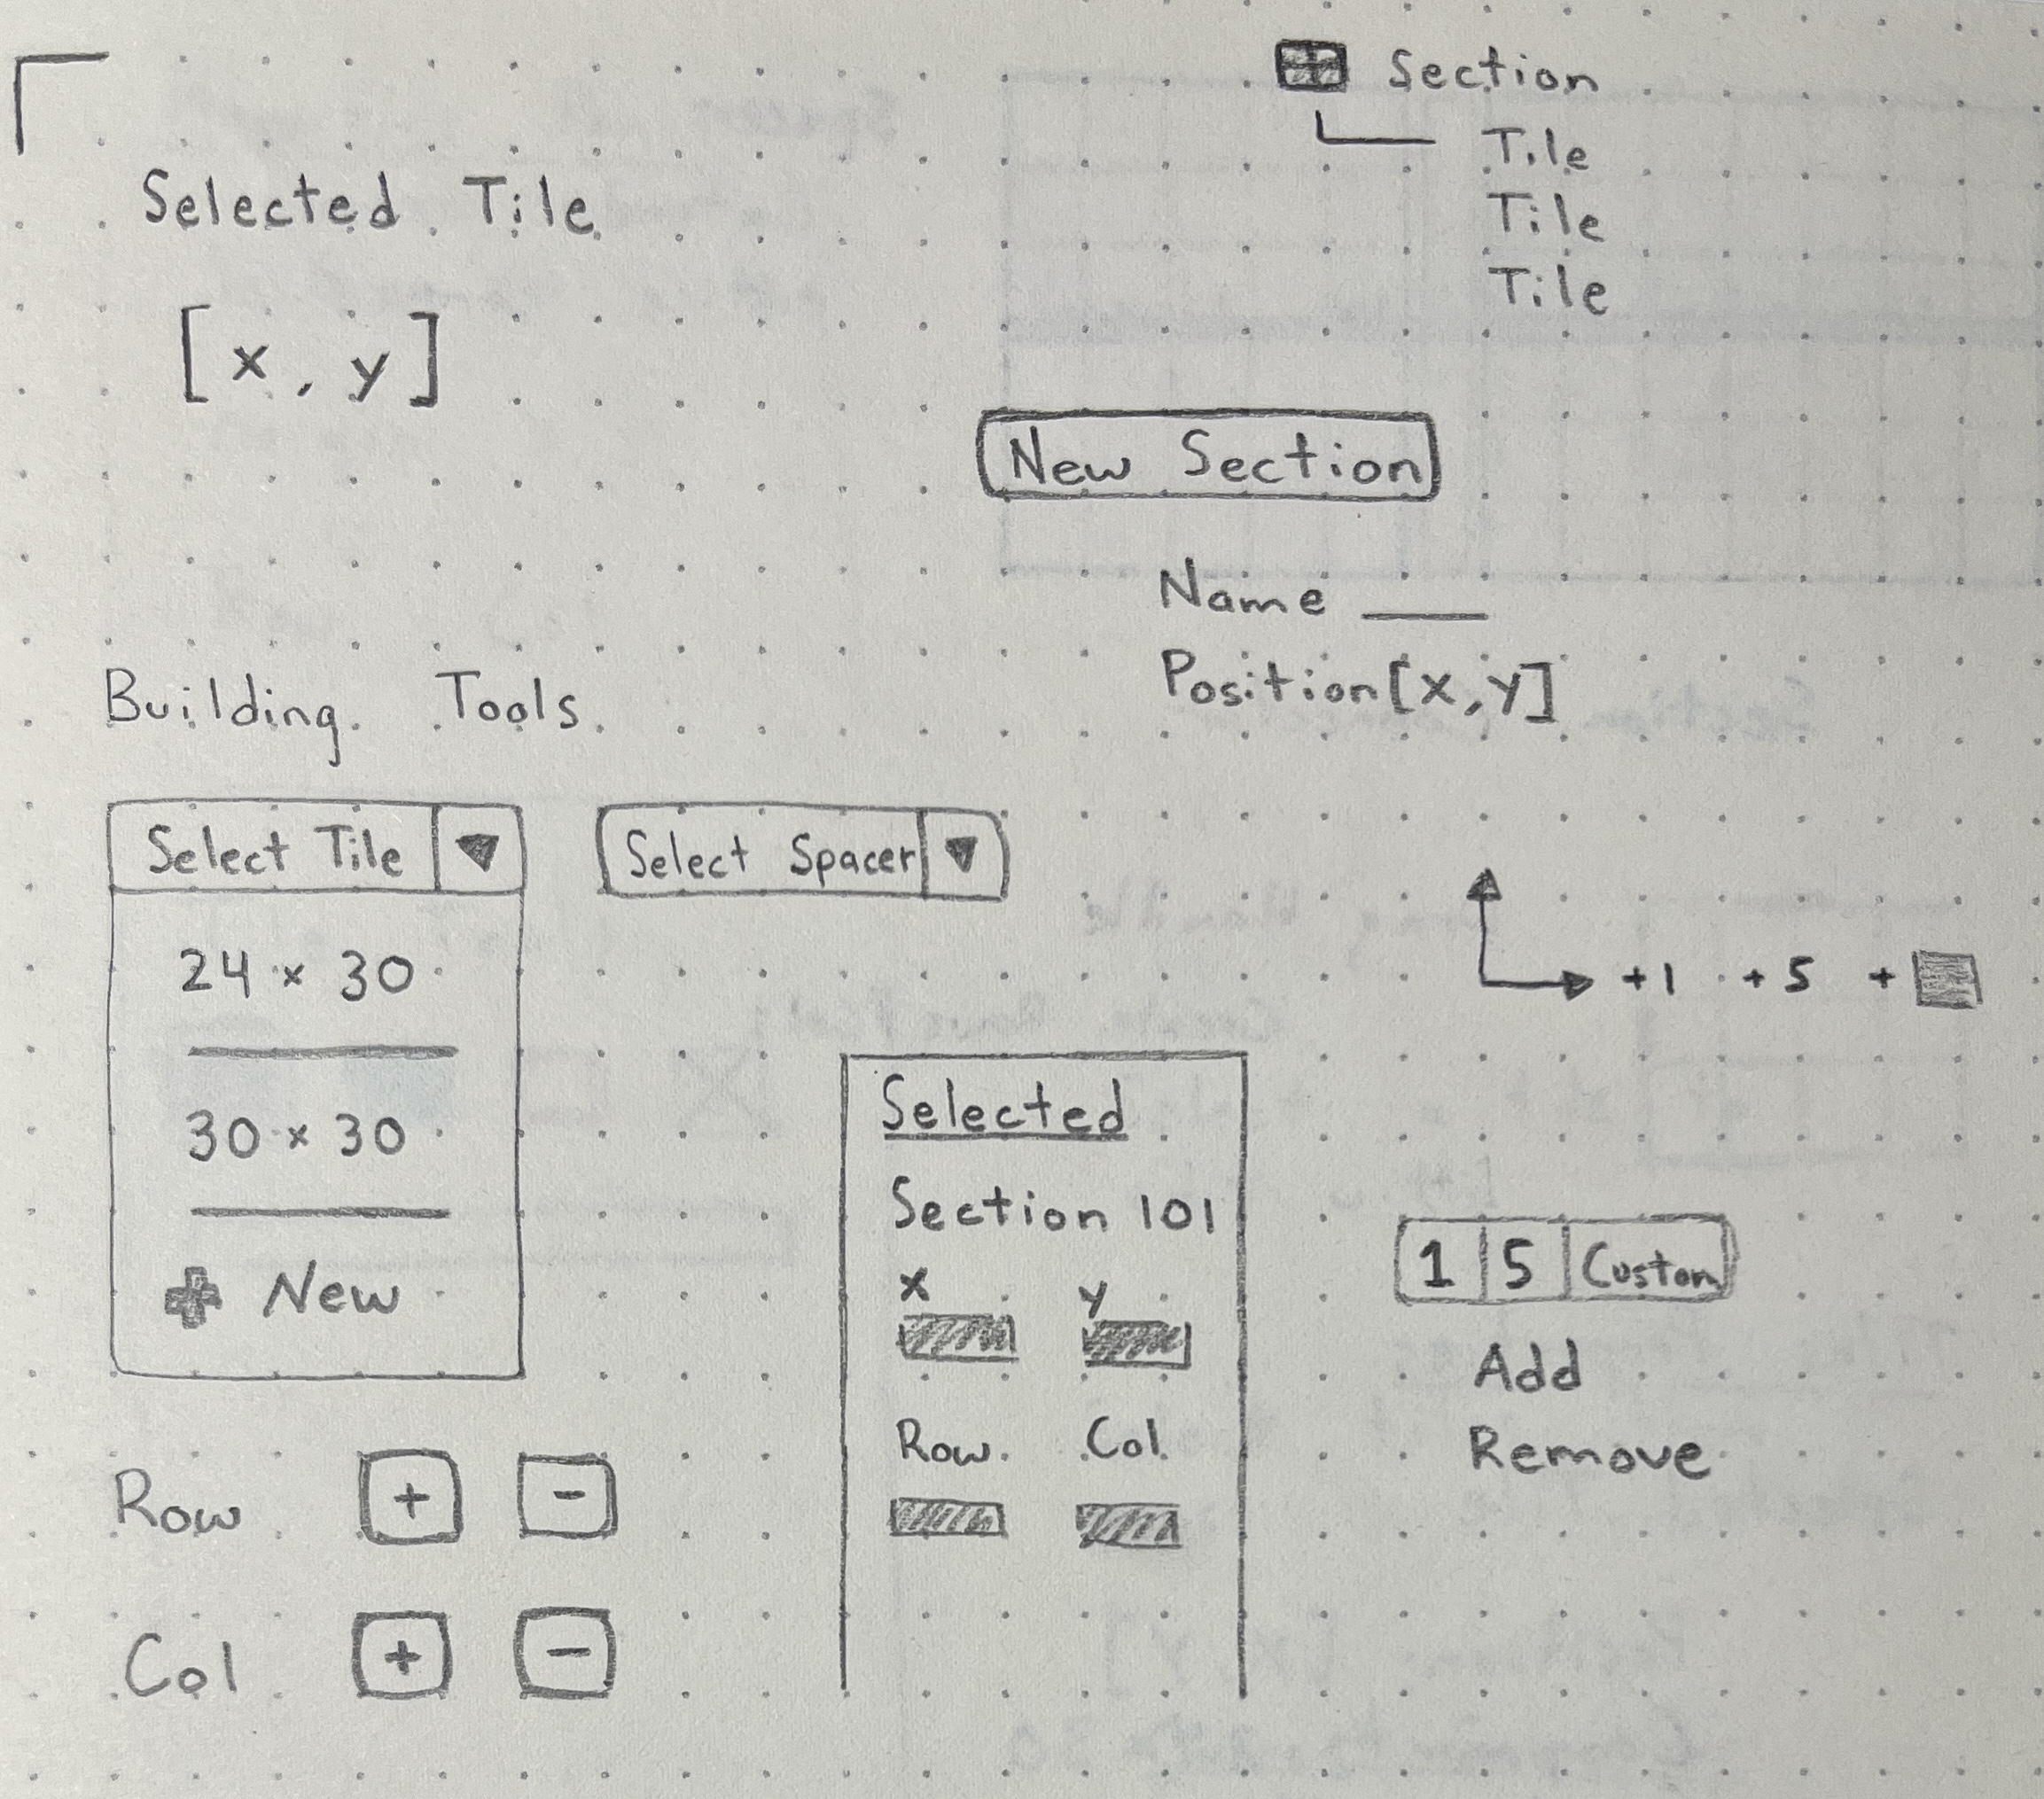 Section
Tile
Tile
Tile
Selected Tile
[x, y]
New Section
Name
Position [x, y]
Building Tools
Select Tile
Select Spacer
24 x 30
30 x 30
+ New
+1 +5 +
Selected
Section 101
x y
Row Col
1 5 Custom
Add
Remove
Row + -
Col + -